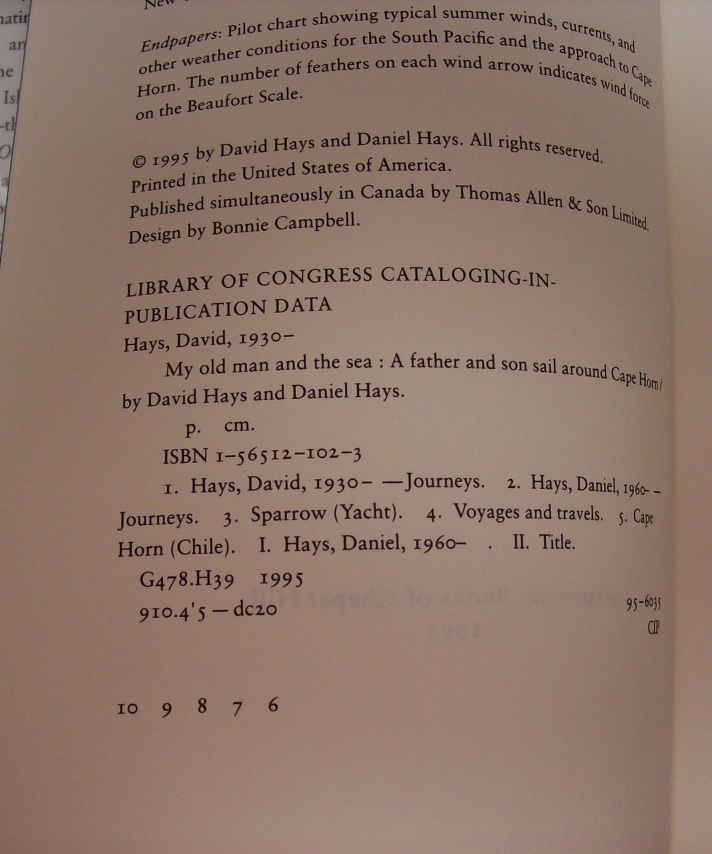 New
Endpapers: Pilot chart showing typical summer winds, currents, and
other weather conditions for the South Pacific and the approach to Cape
Horn. The number of feathers on each wind arrow indicates wind force
on the Beaufort Scale.
© 1995 by David Hays and Daniel Hays. All rights reserved.
Printed in the United States of America.
Published simultaneously in Canada by Thomas Allen & Son Limited.
Design by Bonnie Campbell.
LIBRARY OF CONGRESS CATALOGING-IN-
PUBLICATION DATA
Hays, David, 1930–
My old man and the sea : A father and son sail around Cape Horn /
by David Hays and Daniel Hays.
p. cm.
ISBN 1–56512–102–3
1. Hays, David, 1930– —Journeys. 2. Hays, Daniel, 1960– –
Journeys. 3. Sparrow (Yacht). 4. Voyages and travels. 5. Cape
Horn (Chile). I. Hays, Daniel, 1960– . II. Title.
G478.H39 1995
910.4'5 — dc20
95–6035
CIP
10 9 8 7 6